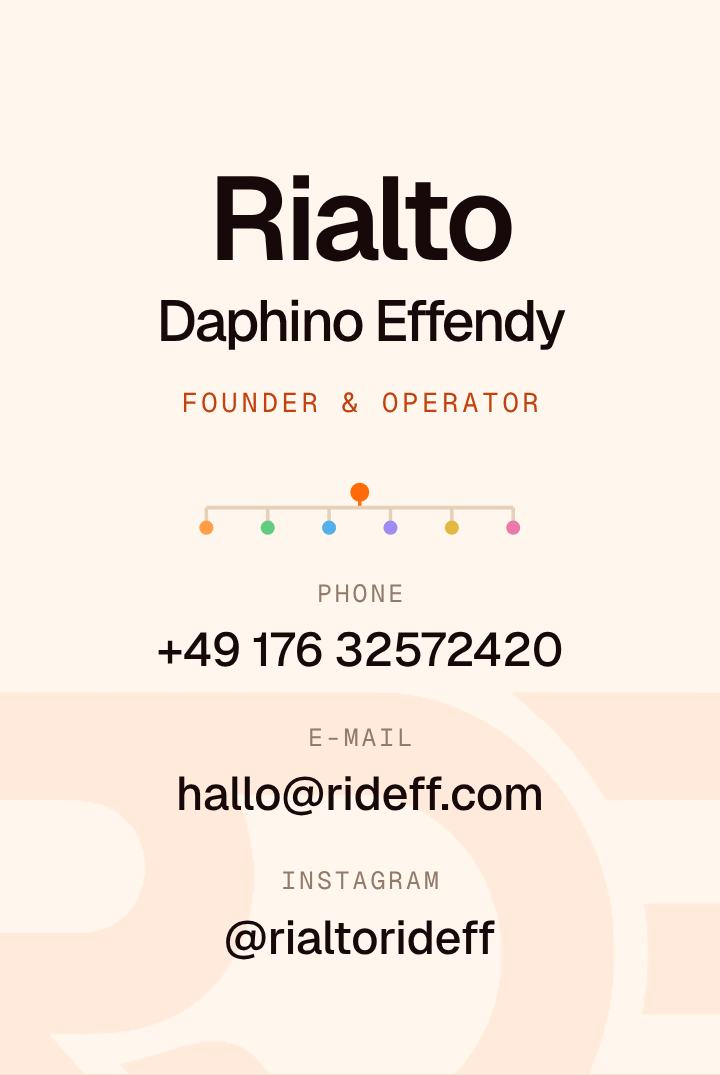 Rialto
Daphino Effendy
FOUNDER & OPERATOR
PHONE
+49 176 32572420
E-MAIL
hallo@rideff.com
INSTAGRAM
@rialtorideff